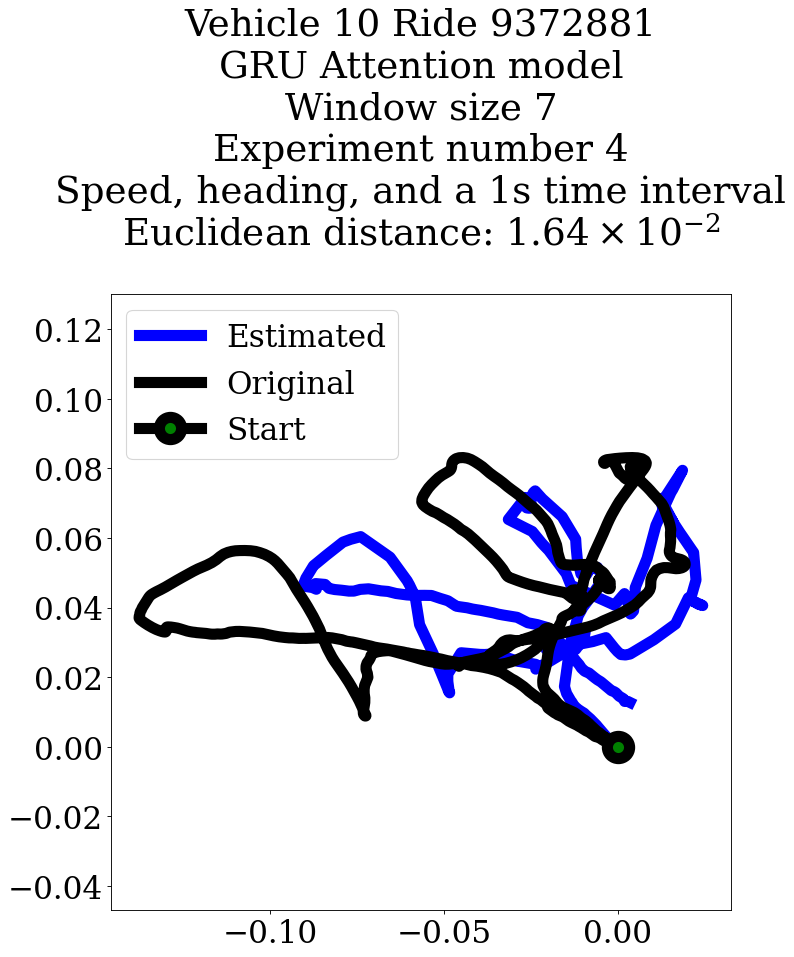 Vehicle 10 Ride 9372881
GRU Attention model
Window size 7
Experiment number 4
Speed, heading, and a 1s time interval
Euclidean distance: 1.64 × 10⁻²
Estimated
Original
Start
0.12
0.10
0.08
0.06
0.04
0.02
0.00
−0.02
−0.04
−0.10
−0.05
0.00